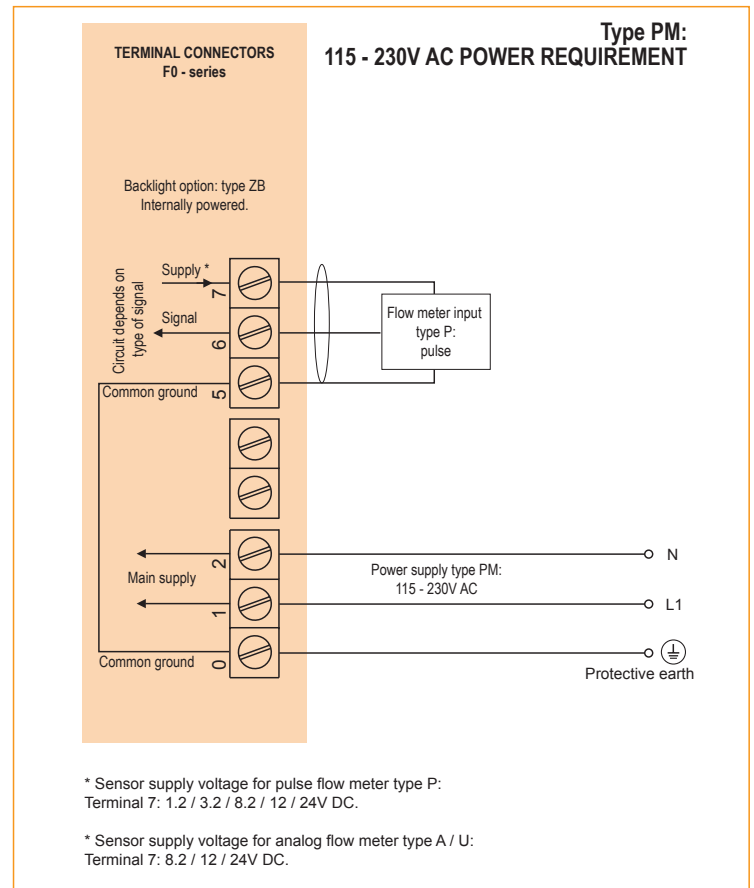 Type PM:
115 - 230V AC POWER REQUIREMENT
TERMINAL CONNECTORS
F0 - series
Backlight option: type ZB
Internally powered.
Circuit depends on
type of signal
Supply *
7
Signal
6
Common ground
5
Flow meter input
type P:
pulse
2
Main supply
1
Common ground
0
Power supply type PM:
115 - 230V AC
N
L1
Protective earth
* Sensor supply voltage for pulse flow meter type P:
Terminal 7: 1.2 / 3.2 / 8.2 / 12 / 24V DC.
* Sensor supply voltage for analog flow meter type A / U:
Terminal 7: 8.2 / 12 / 24V DC.